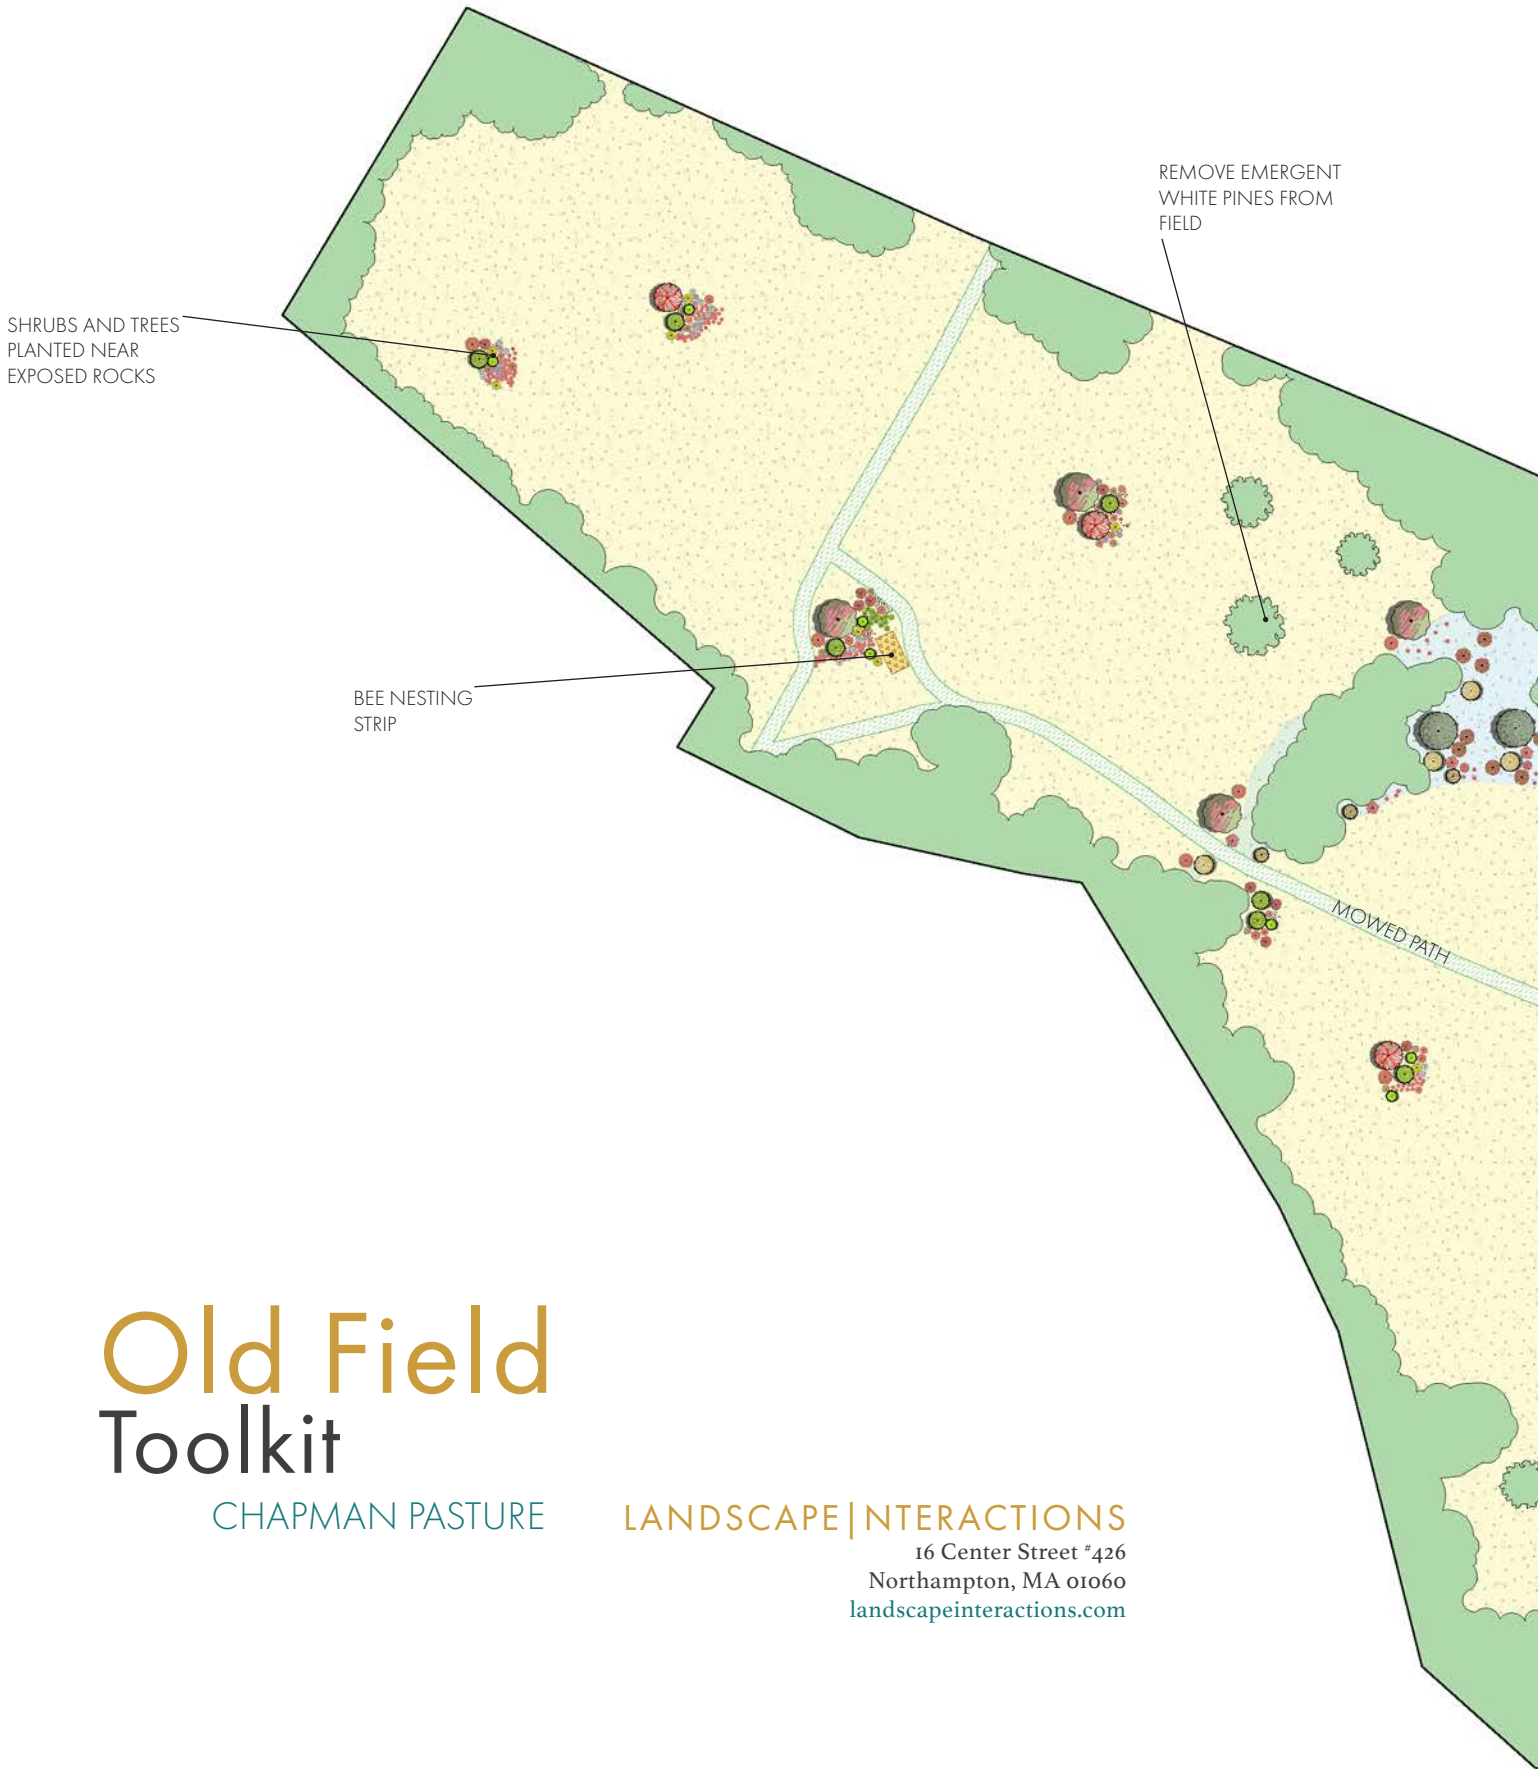 REMOVE EMERGENT
WHITE PINES FROM
FIELD
SHRUBS AND TREES
PLANTED NEAR
EXPOSED ROCKS
BEE NESTING
STRIP
MOWED PATH
Old Field
Toolkit
CHAPMAN PASTURE
LANDSCAPE|NTERACTIONS
16 Center Street #426
Northampton, MA 01060
landscapeinteractions.com